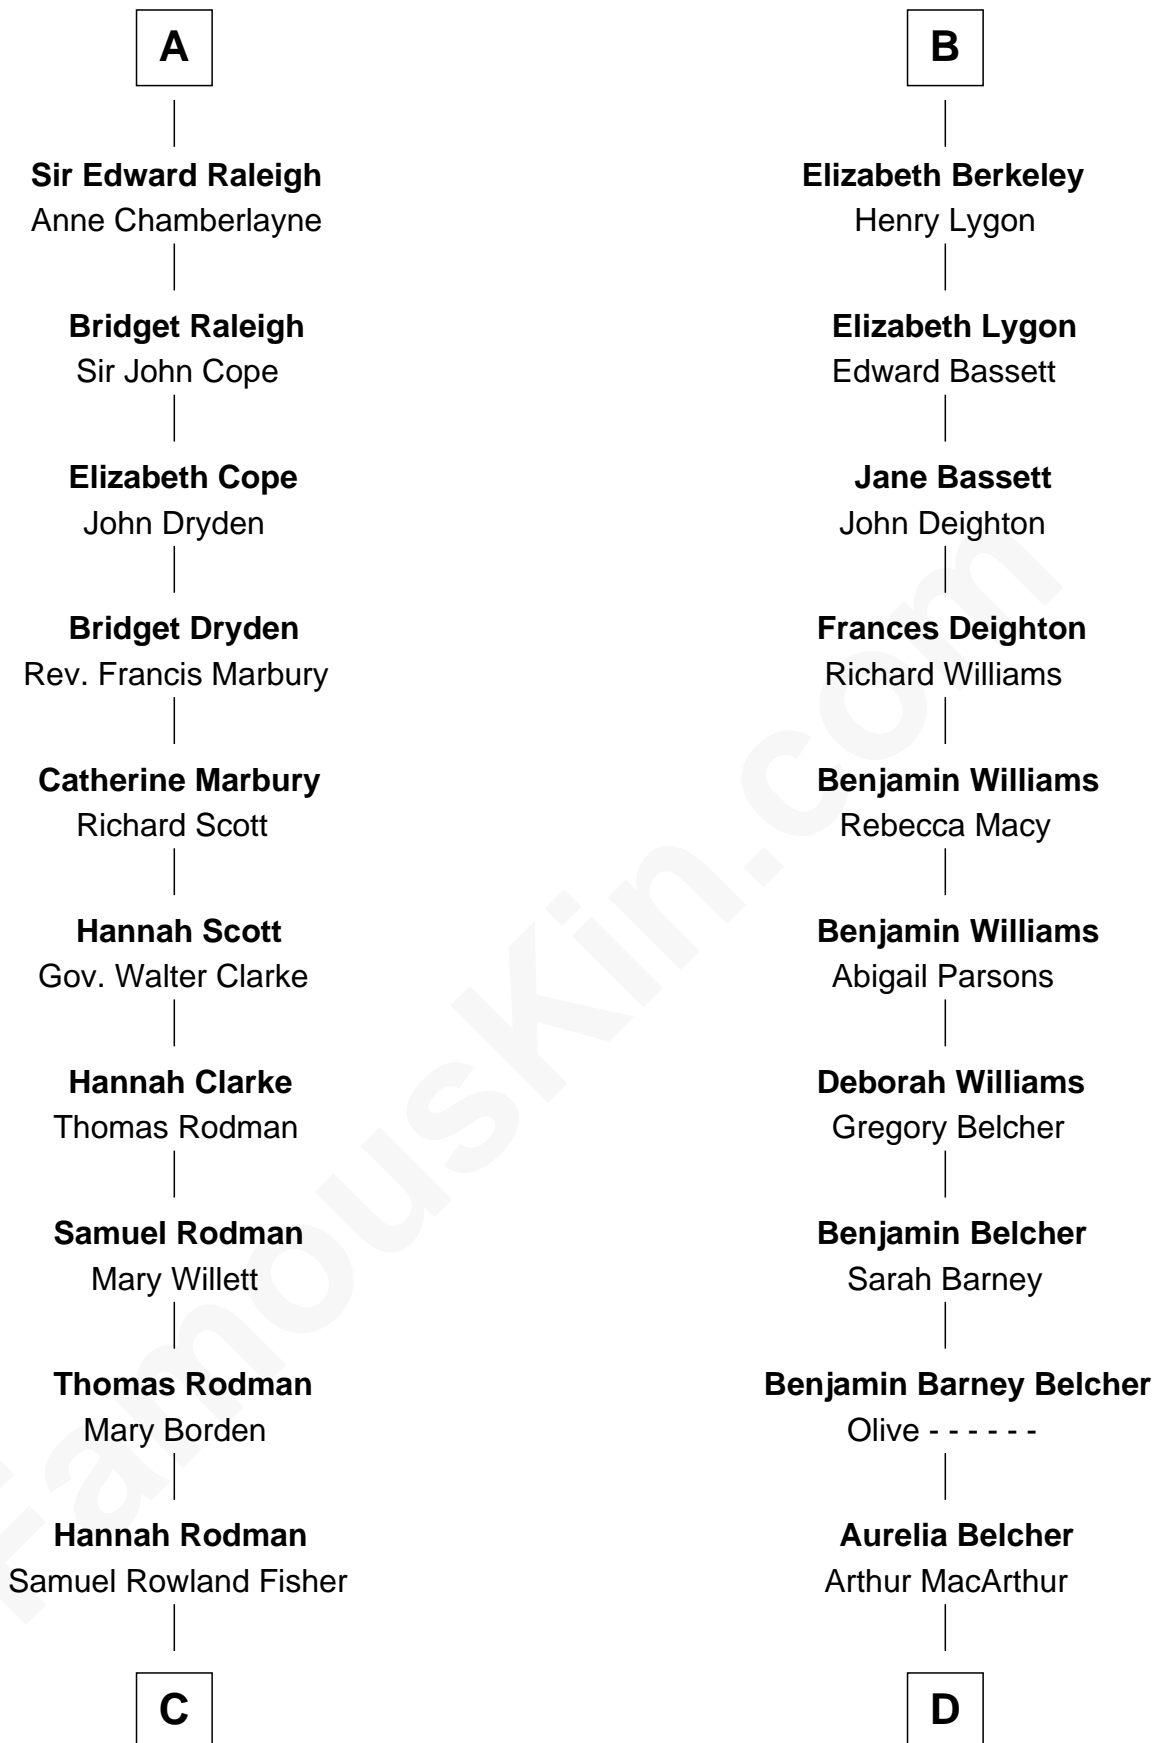 A
Sir Edward Raleigh
Anne Chamberlayne
Bridget Raleigh
Sir John Cope
Elizabeth Cope
John Dryden
Bridget Dryden
Rev. Francis Marbury
Catherine Marbury
Richard Scott
Hannah Scott
Gov. Walter Clarke
Hannah Clarke
Thomas Rodman
Samuel Rodman
Mary Willett
Thomas Rodman
Mary Borden
Hannah Rodman
Samuel Rowland Fisher
C
B
Elizabeth Berkeley
Henry Lygon
Elizabeth Lygon
Edward Bassett
Jane Bassett
John Deighton
Frances Deighton
Richard Williams
Benjamin Williams
Rebecca Macy
Benjamin Williams
Abigail Parsons
Deborah Williams
Gregory Belcher
Benjamin Belcher
Sarah Barney
Benjamin Barney Belcher
Olive - - - - - -
Aurelia Belcher
Arthur MacArthur
D
FamousKin.com